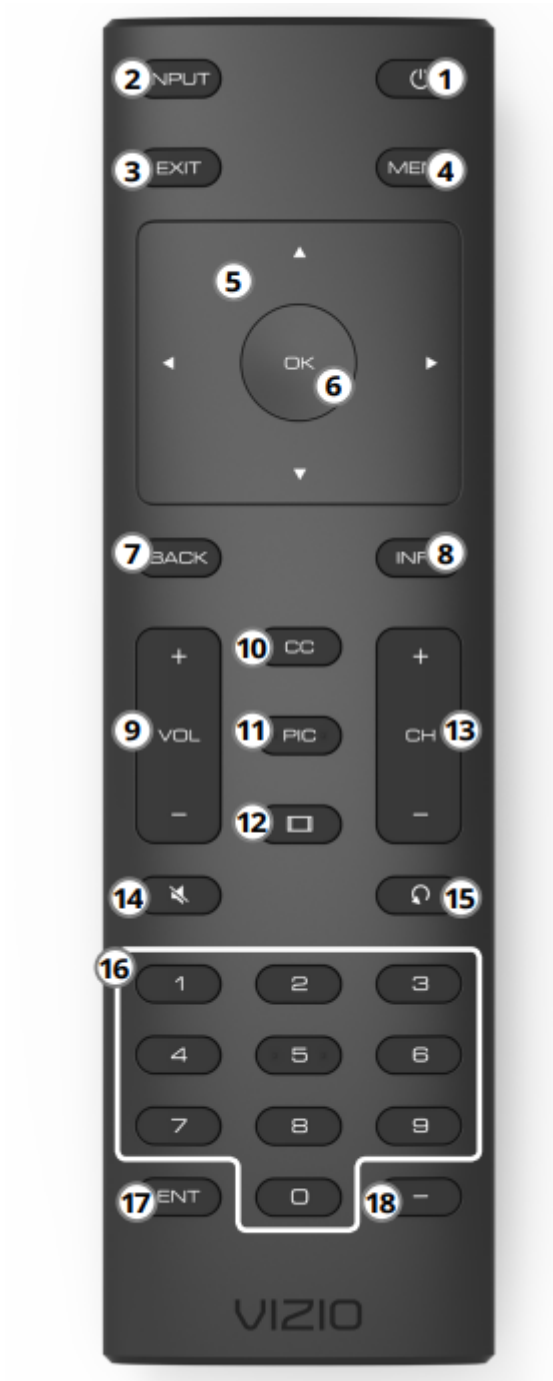 2 NPUT 1
3 EXIT MEN 4
5
OK
6
7 BACK INF 8
10 CC
+ +
9 VOL 11 PIC CH 13
- -
12
14 15
16
1 2 3
4 5 6
7 8 9
17 ENT 0 18 -
VIZIO